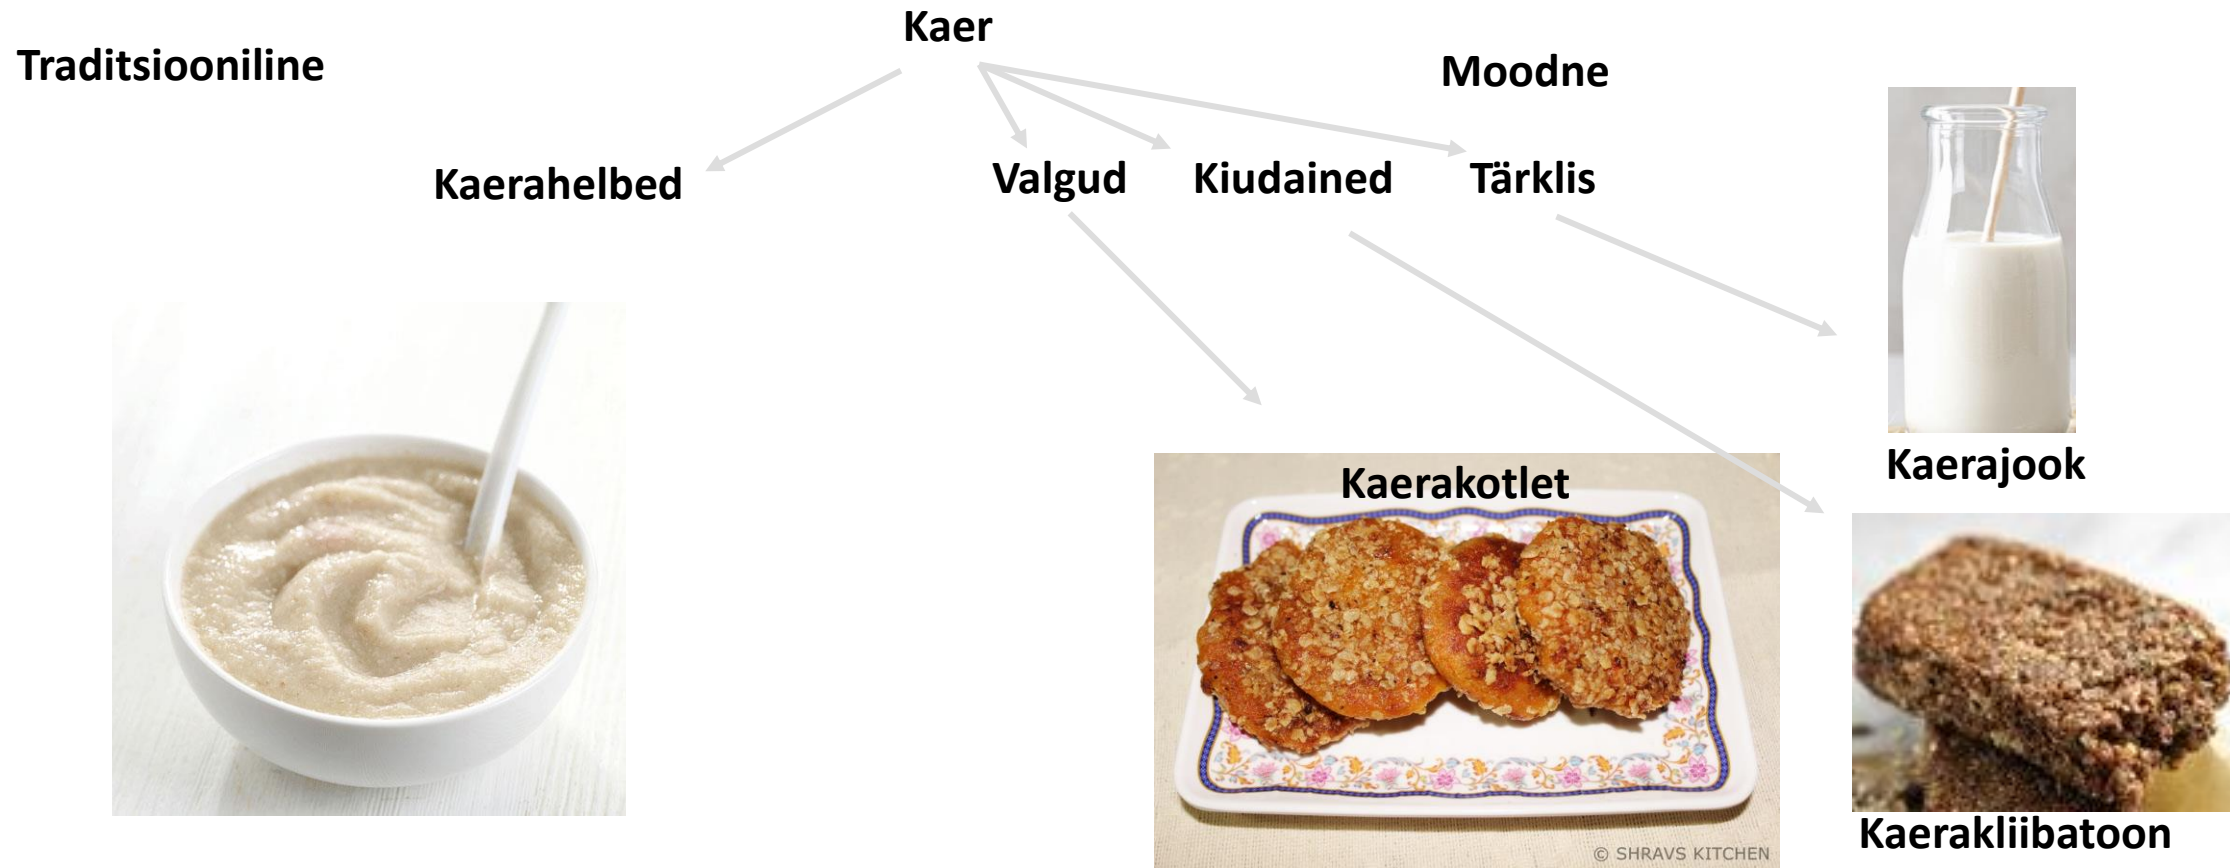 Kaer
Traditsiooniline
Moodne
Kaerahelbed
Valgud
Kiudained
Tärklis
Kaerajook
Kaerakotlet
Kaerakliibatoon
© SHRAVS KITCHEN